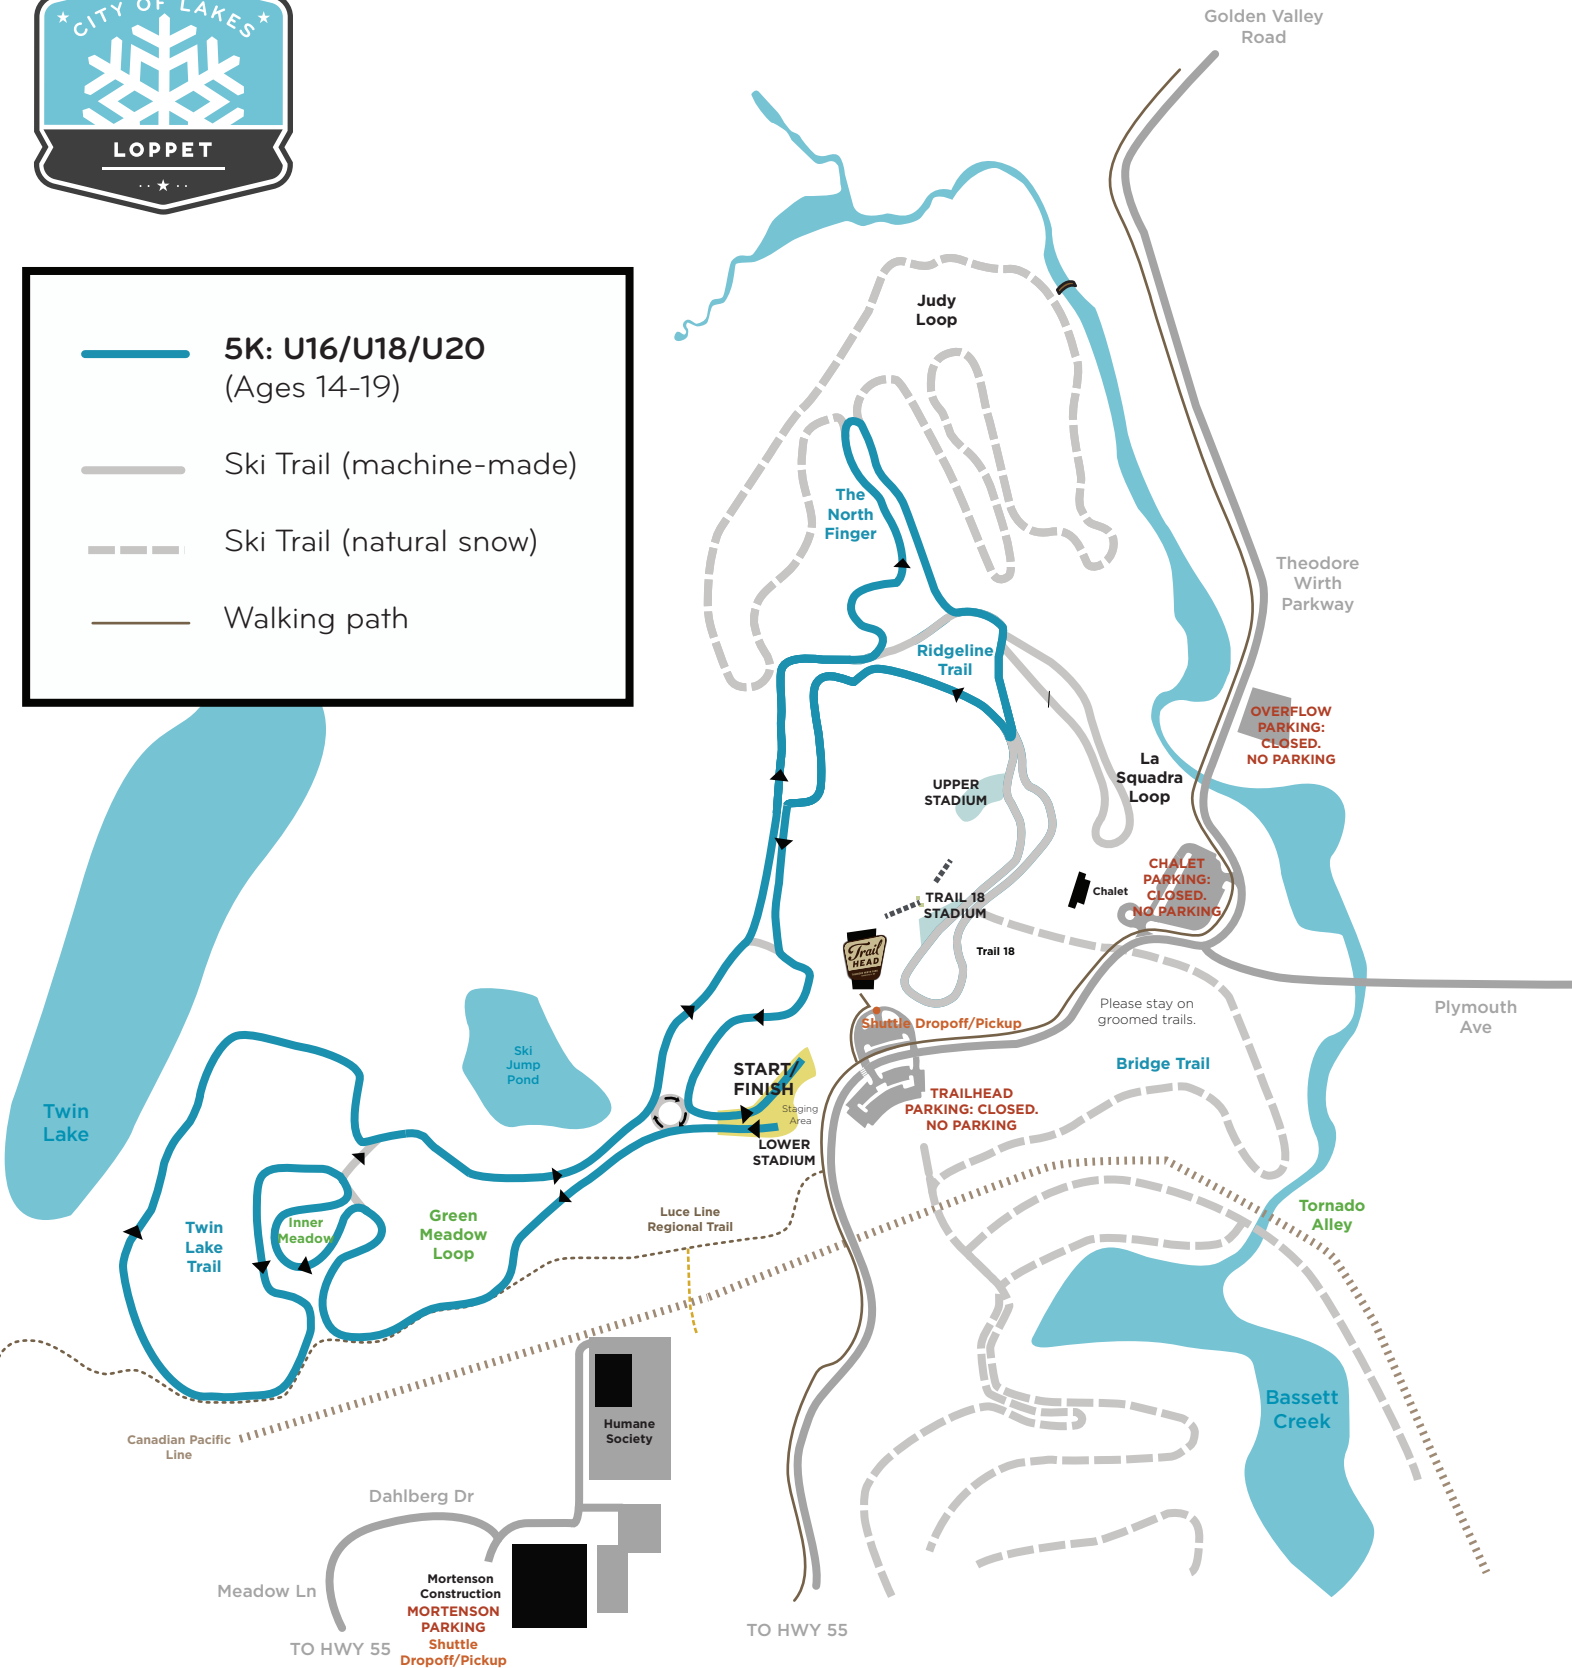 CITY OF LAKES
LOPPET
5K: U16/U18/U20
(Ages 14-19)
Ski Trail (machine-made)
Ski Trail (natural snow)
Walking path
Golden Valley
Road
Judy
Loop
The
North
Finger
Theodore
Wirth
Parkway
Ridgeline
Trail
OVERFLOW
PARKING:
CLOSED.
NO PARKING
La
Squadra
Loop
UPPER
STADIUM
CHALET
PARKING:
CLOSED.
NO PARKING
Chalet
TRAIL 18
STADIUM
Trail 18
Trail
HEAD
Please stay on
groomed trails.
Plymouth
Ave
Shuttle Dropoff/Pickup
Ski
Jump
Pond
START/
FINISH
Staging
Area
Bridge Trail
TRAILHEAD
PARKING: CLOSED.
NO PARKING
Twin
Lake
LOWER
STADIUM
Luce Line
Regional Trail
Twin
Lake
Trail
Inner
Meadow
Green
Meadow
Loop
Tornado
Alley
Bassett
Creek
Canadian Pacific
Line
Humane
Society
Dahlberg Dr
Meadow Ln
Mortenson
Construction
MORTENSON
PARKING
Shuttle
Dropoff/Pickup
TO HWY 55
TO HWY 55